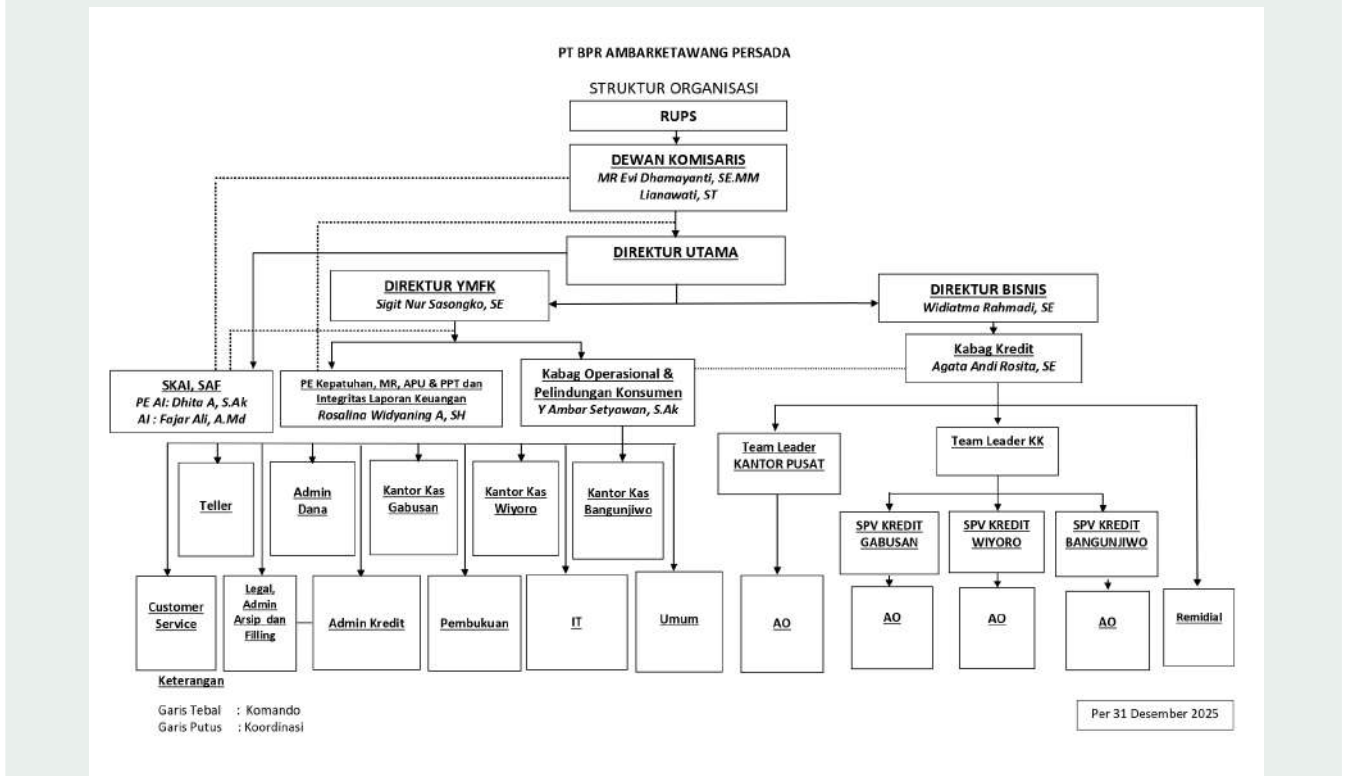 PT BPR AMBARKETAWANG PERSADA
STRUKTUR ORGANISASI
RUPS
DEWAN KOMISARIS
MR Evi Dhamayanti, SE.MM
Lianawati, ST
DIREKTUR UTAMA
DIREKTUR YMFK
Sigit Nur Sasongko, SE
DIREKTUR BISNIS
Widiatma Rahmadi, SE
Kabag Kredit
Agata Andi Rosita, SE
SKAI, SAF
PE AI: Dhita A, S.Ak
AI : Fajar Ali, A.Md
PE Kepatuhan, MR, APU & PPT dan
Integritas Laporan Keuangan
Rosalina Widyaning A, SH
Kabag Operasional &
Pelindungan Konsumen
Y Ambar Setyawan, S.Ak
Team Leader
KANTOR PUSAT
Team Leader KK
Teller
Admin
Dana
Kantor Kas
Gabusan
Kantor Kas
Wiyoro
Kantor Kas
Bangunjiwo
SPV KREDIT
GABUSAN
SPV KREDIT
WIYORO
SPV KREDIT
BANGUNJIWO
Customer
Service
Legal,
Admin
Arsip dan
Filling
Admin Kredit
Pembukuan
IT
Umum
AO
AO
AO
AO
Remidial
Keterangan
Garis Tebal : Komando
Garis Putus : Koordinasi
Per 31 Desember 2025